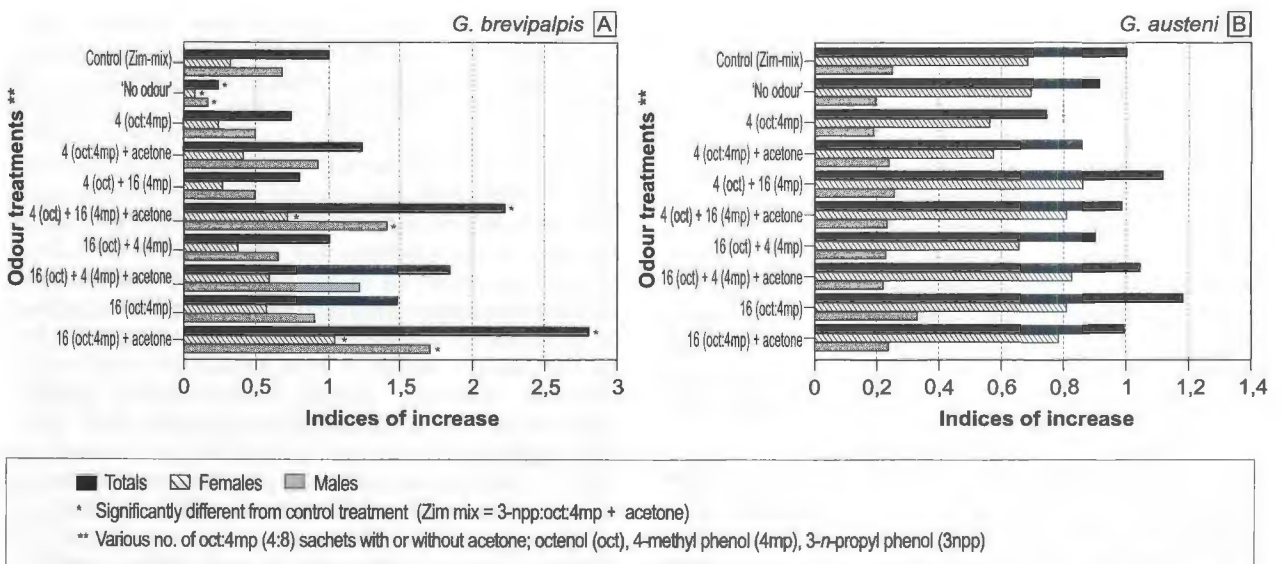 G. brevipalpis A
Odour treatments **
Control (Zim-mix)
'No odour'
4 (oct:4mp)
4 (oct:4mp) + acetone
4 (oct) + 16 (4mp)
4 (oct) + 16 (4mp) + acetone
16 (oct) + 4 (4mp)
16 (oct) + 4 (4mp) + acetone
16 (oct:4mp)
16 (oct:4mp) + acetone
* 
* 
*
*
*
*
*
*
*
0 0,5 1 1,5 2 2,5 3
Indices of increase
G. austeni B
Odour treatments **
Control (Zim-mix)
'No odour'
4 (oct:4mp)
4 (oct:4mp) + acetone
4 (oct) + 16 (4mp)
4 (oct) + 16 (4mp) + acetone
16 (oct) + 4 (4mp)
16 (oct) + 4 (4mp) + acetone
16 (oct:4mp)
16 (oct:4mp) + acetone
0 0,2 0,4 0,6 0,8 1 1,2 1,4
Indices of increase
Totals Females Males
* Significantly different from control treatment (Zim mix = 3-npp:oct:4mp + acetone)
** Various no. of oct:4mp (4:8) sachets with or without acetone; octenol (oct), 4-methyl phenol (4mp), 3-n-propyl phenol (3npp)